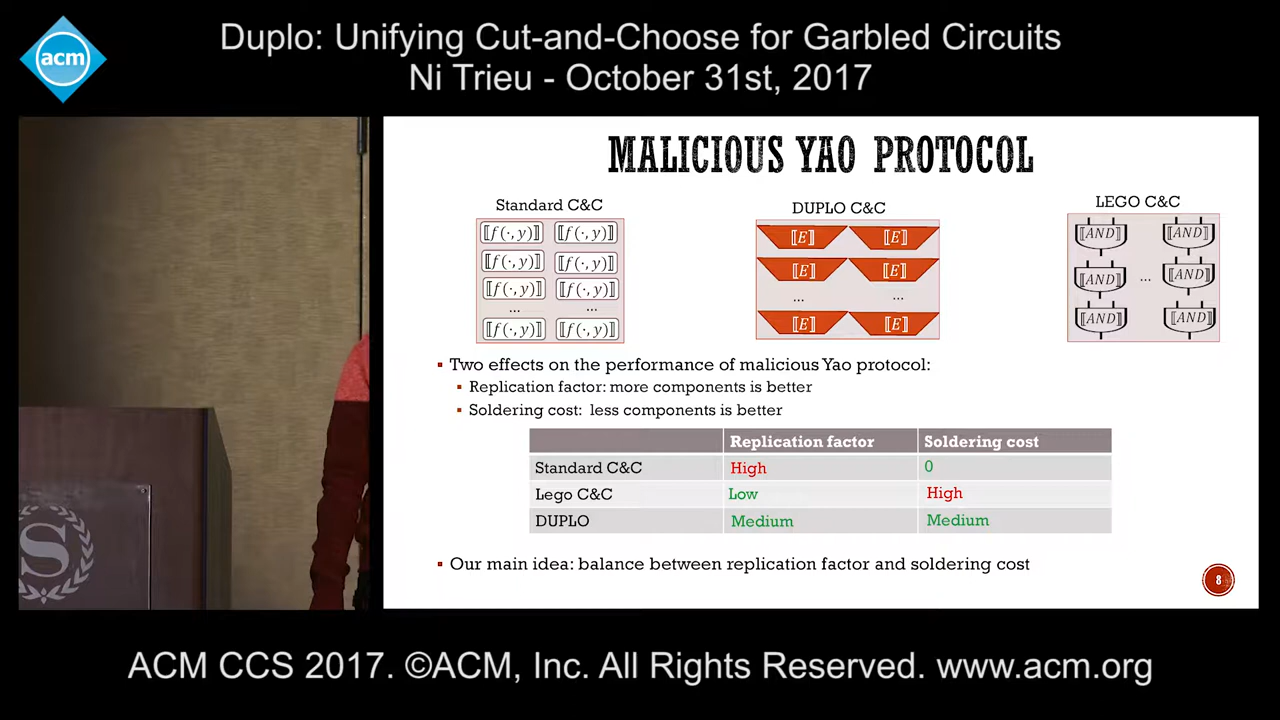 acm
Duplo: Unifying Cut-and-Choose for Garbled Circuits
Ni Trieu - October 31st, 2017
MALICIOUS YAO PROTOCOL
Standard C&C
⟦f(·, y)⟧ ⟦f(·, y)⟧
⟦f(·, y)⟧ ⟦f(·, y)⟧
⟦f(·, y)⟧ ⟦f(·, y)⟧
... ...
⟦f(·, y)⟧ ⟦f(·, y)⟧
DUPLO C&C
⟦E⟧ ⟦E⟧
⟦E⟧ ⟦E⟧
... ...
⟦E⟧ ⟦E⟧
LEGO C&C
⟦AND⟧ ⟦AND⟧
⟦AND⟧ ... ⟦AND⟧
⟦AND⟧ ⟦AND⟧
▪ Two effects on the performance of malicious Yao protocol:
▪ Replication factor: more components is better
▪ Soldering cost: less components is better
Replication factor Soldering cost
Standard C&C High 0
Lego C&C Low High
DUPLO Medium Medium
▪ Our main idea: balance between replication factor and soldering cost
8
S
ACM CCS 2017. ©ACM, Inc. All Rights Reserved. www.acm.org